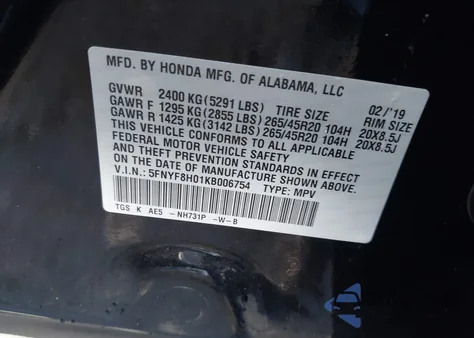 MFD. BY HONDA MFG. OF ALABAMA, LLC
02/'19
GVWR 2400 KG(5291 LBS) TIRE SIZE RIM SIZE
GAWR F 1295 KG(2855 LBS) 265/45R20 104H 20X8.5J
GAWR R 1425 KG(3142 LBS) 265/45R20 104H 20X8.5J
THIS VEHICLE CONFORMS TO ALL APPLICABLE
FEDERAL MOTOR VEHICLE SAFETY
AND THEFT PREVENTION STANDARDS IN EFFECT
ON THE DATE OF MANUFACTURE SHOWN ABOVE.
V.I.N.: 5FNYF8H01KB006754 TYPE: MPV
TGS K AE5 -NH731P -W-B